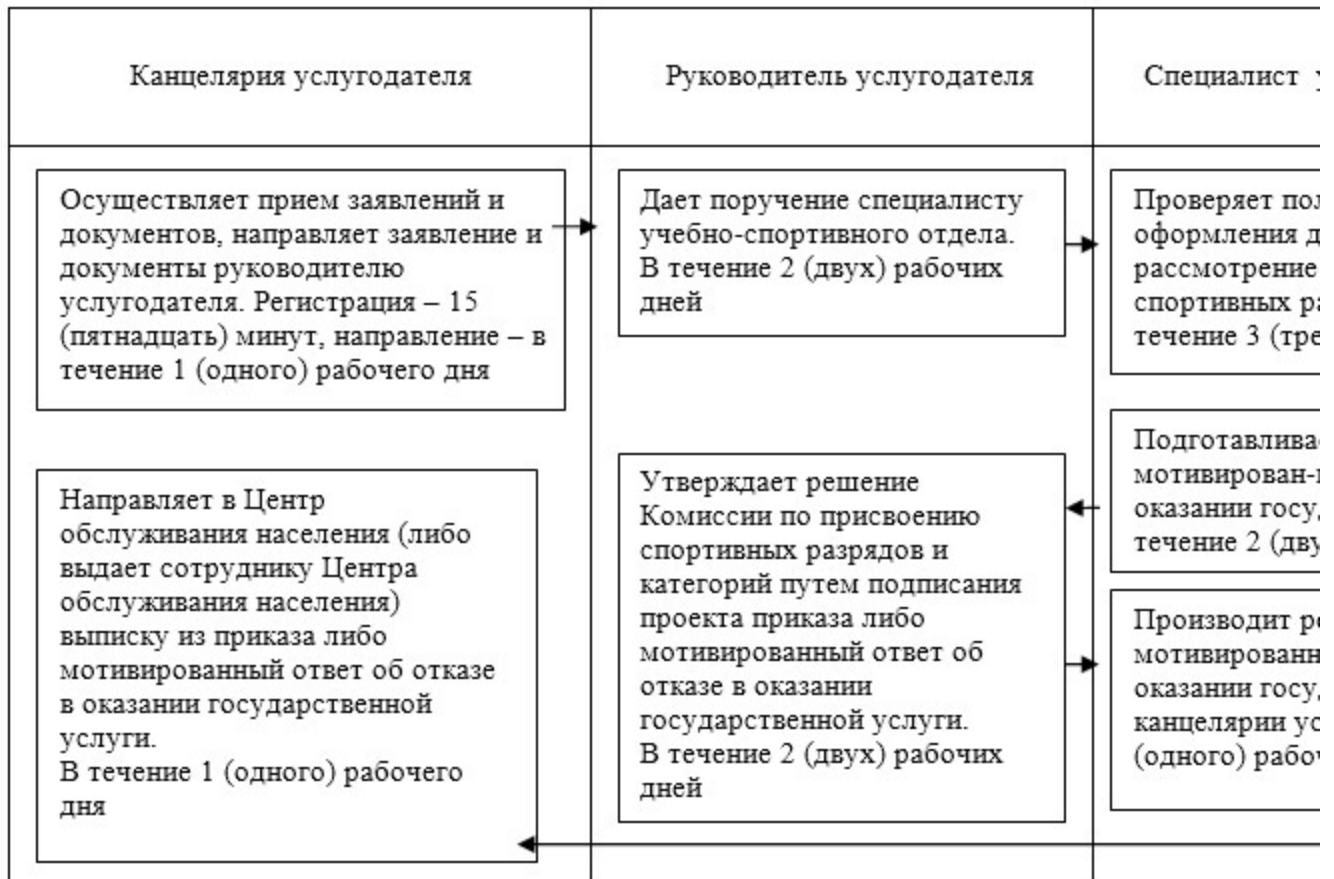 Канцелярия услугодателя
Руководитель услугодателя
Специалист
Осуществляет прием заявлений и
документов, направляет заявление и
документы руководителю
услугодателя. Регистрация – 15
(пятнадцать) минут, направление – в
течение 1 (одного) рабочего дня
Дает поручение специалисту
учебно-спортивного отдела.
В течение 2 (двух) рабочих
дней
Проверяет
оформления
рассмотрение
спортивных
течение 3
Направляет в Центр
обслуживания населения (либо
выдает сотруднику Центра
обслуживания населения)
выписку из приказа либо
мотивированный ответ об отказе
в оказании государственной
услуги.
В течение 1 (одного) рабочего
дня
Утверждает решение
Комиссии по присвоению
спортивных разрядов и
категорий путем подписания
проекта приказа либо
мотивированный ответ об
отказе в оказании
государственной услуги.
В течение 2 (двух) рабочих
дней
оказании
течение 2
Производит
оказании
канцелярии
(одного)